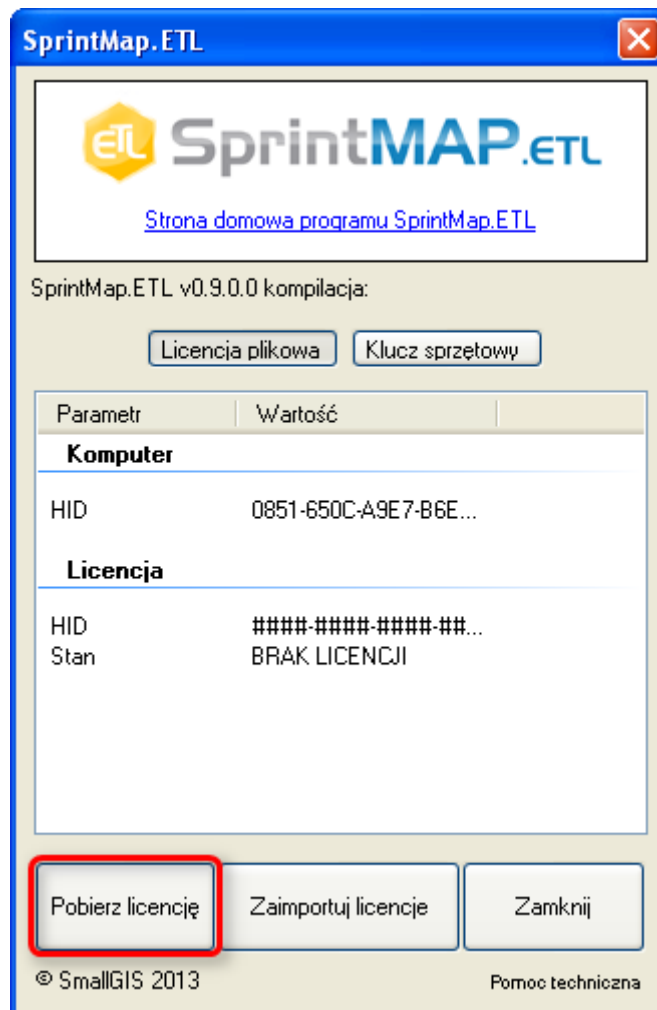 SprintMap.ETL
ETL SprintMAP.ETL
Strona domowa programu SprintMap.ETL
SprintMap.ETL v0.9.0.0 kompilacja:
Licencja plikowa Klucz sprzętowy
Parametr Wartość
Komputer
HID 0851-650C-A9E7-B6E...
Licencja
HID ####-####-####-##...
Stan BRAK LICENCJI
Pobierz licencję Zaimportuj licencje Zamknij
© SmallGIS 2013 Pomoc techniczna